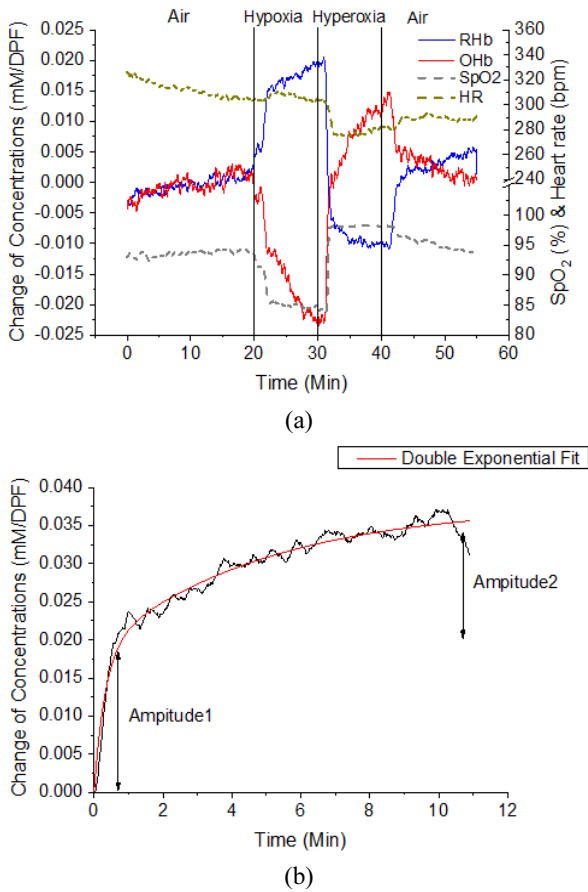 Air Hypoxia Hyperoxia Air
RHb
OHb
SpO2
HR
Change of Concentrations (mM/DPF)
0.025
0.020
0.015
0.010
0.005
0.000
-0.005
-0.010
-0.015
-0.020
-0.025
360
340
320
300
280
260
240
100
95
90
85
80
SpO2 (%) & Heart rate (bpm)
0 10 20 30 40 50 60
Time (Min)
(a)
Double Exponential Fit
Change of Concentrations (mM/DPF)
0.040
0.035
0.030
0.025
0.020
0.015
0.010
0.005
0.000
Ampitude1
Ampitude2
0 2 4 6 8 10 12
Time (Min)
(b)